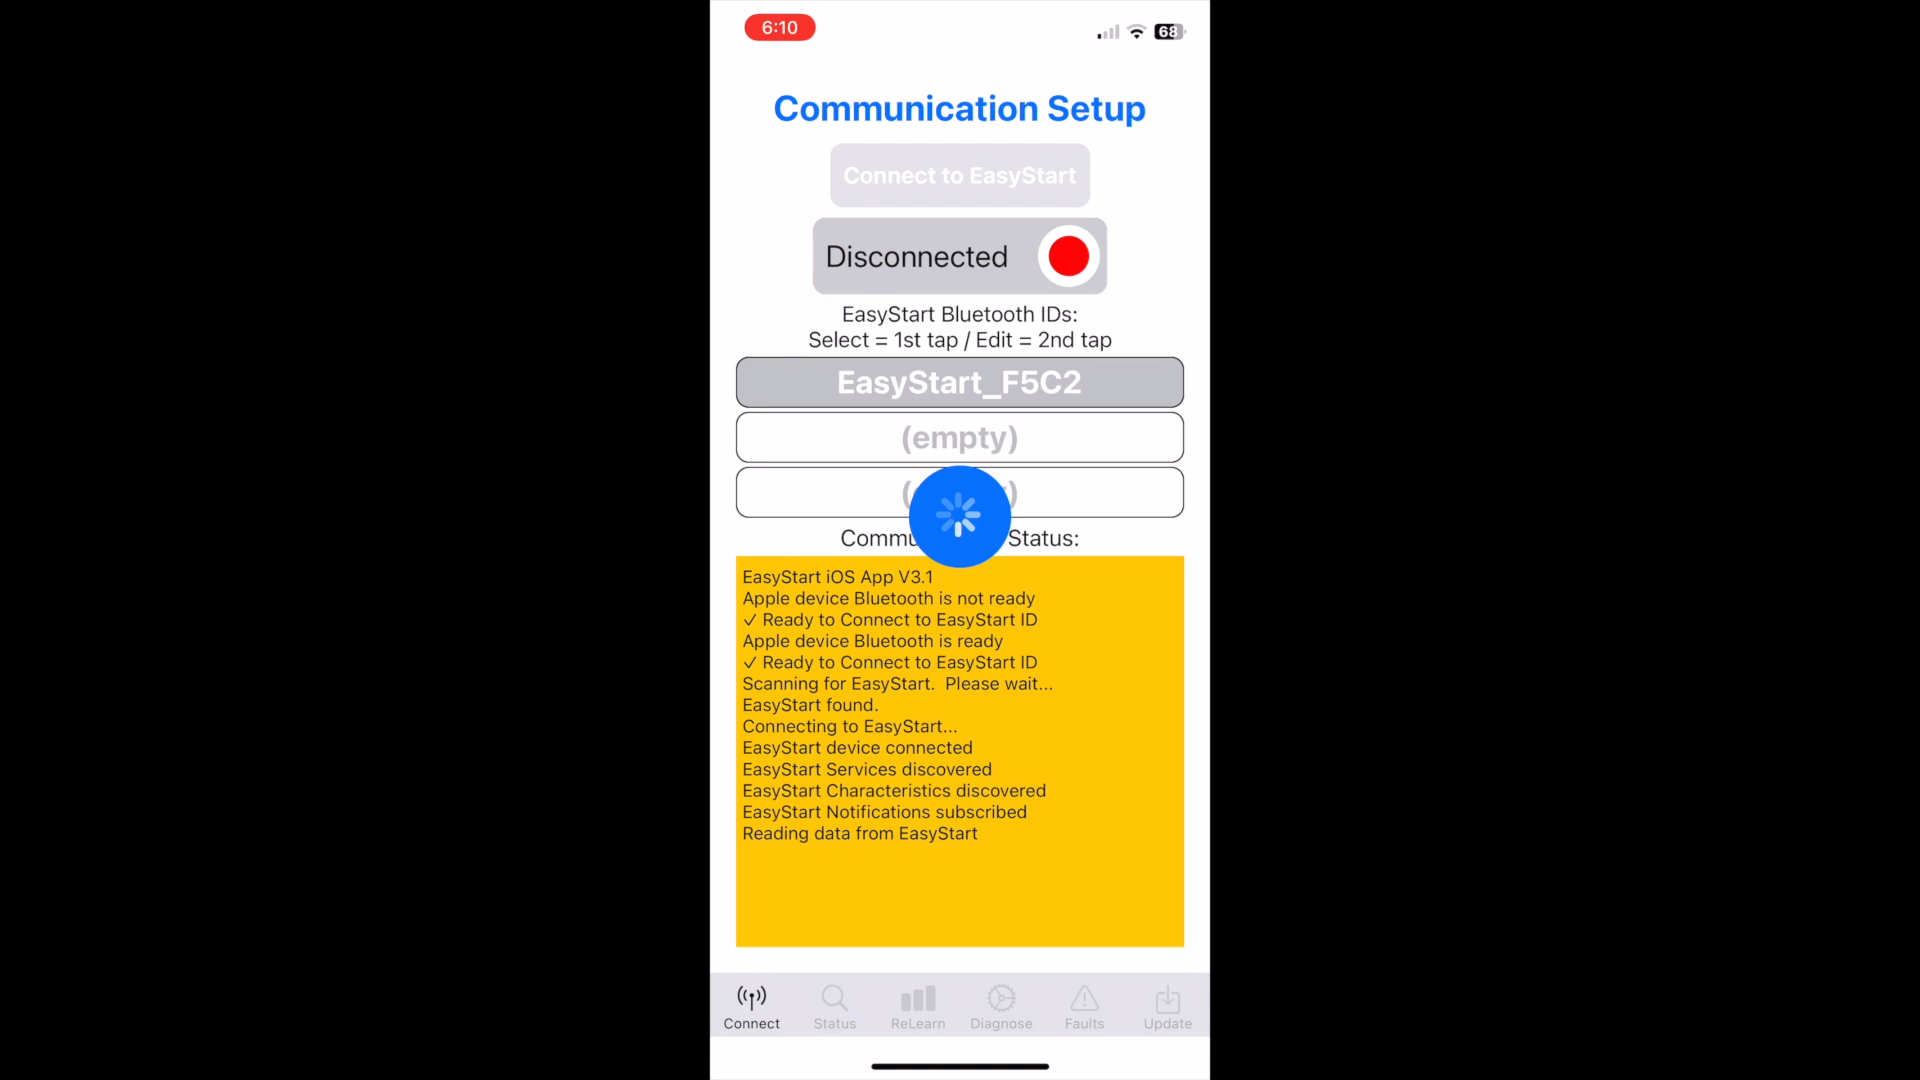 6:10
68
Communication Setup
Connect to EasyStart
Disconnected
EasyStart Bluetooth IDs:
Select = 1st tap / Edit = 2nd tap
EasyStart_F5C2
(empty)
Status:
EasyStart iOS App V3.1
Apple device Bluetooth is not ready
✓ Ready to Connect to EasyStart ID
Apple device Bluetooth is ready
✓ Ready to Connect to EasyStart ID
Scanning for EasyStart.  Please wait...
EasyStart found.
Connecting to EasyStart...
EasyStart device connected
EasyStart Services discovered
EasyStart Characteristics discovered
EasyStart Notifications subscribed
Reading data from EasyStart
Connect Status ReLearn Diagnose Faults Update